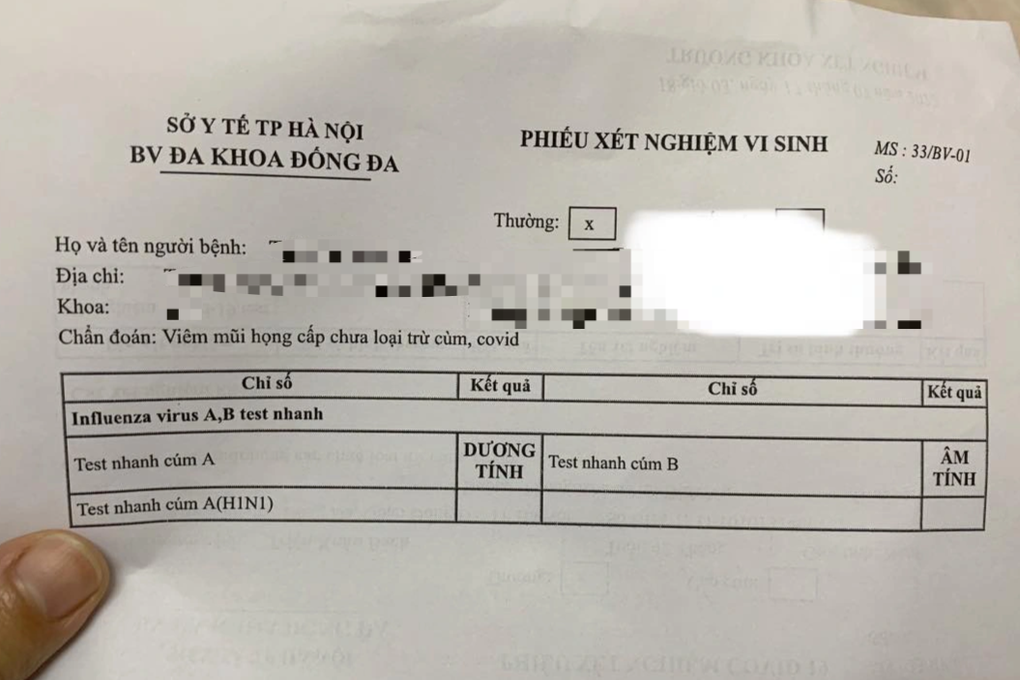 SỞ Y TẾ TP HÀ NỘI
BV ĐA KHOA ĐỐNG ĐA
PHIẾU XÉT NGHIỆM VI SINH
MS : 33/BV-01
Số:
Thường: x
Họ và tên người bệnh:
Địa chỉ:
Khoa:
Chẩn đoán: Viêm mũi họng cấp chưa loại trừ cùm, covid
Chỉ số Kết quả Chỉ số Kết quả
Influenza virus A,B test nhanh
Test nhanh cúm A DƯƠNG TÍNH Test nhanh cúm B ÂM TÍNH
Test nhanh cúm A(H1N1)